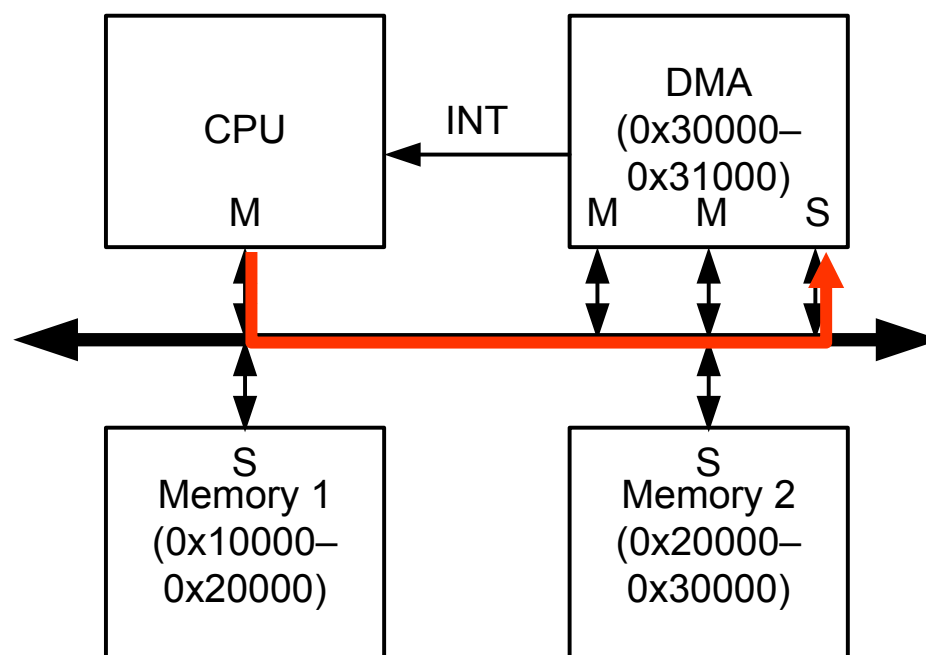 CPU
M
INT
DMA
(0x30000–
0x31000)
M M S
S
Memory 1
(0x10000–
0x20000)
S
Memory 2
(0x20000–
0x30000)